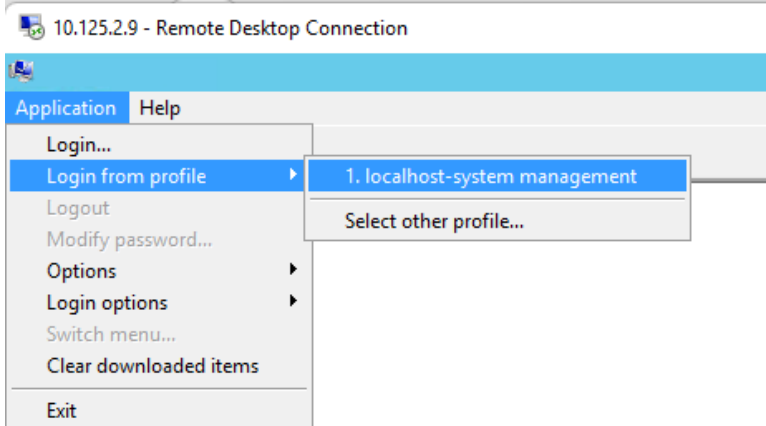 10.125.2.9 - Remote Desktop Connection
Application Help
Login...
Login from profile
1. localhost-system management
Select other profile...
Logout
Modify password...
Options
Login options
Switch menu...
Clear downloaded items
Exit